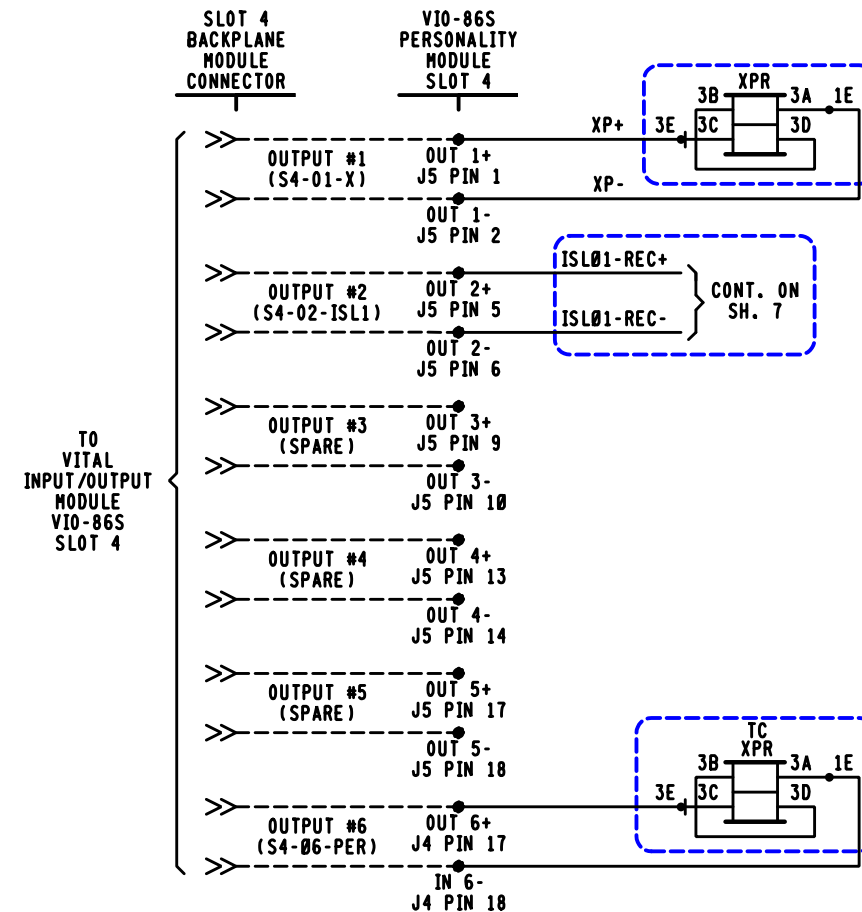 SLOT 4
BACKPLANE
MODULE
CONNECTOR
VIO-86S
PERSONALITY
MODULE
SLOT 4
XPR
3B
3A
1E
XP+
3E
3C
3D
OUTPUT #1
(S4-01-X)
OUT 1+
J5 PIN 1
XP-
OUT 1-
J5 PIN 2
ISLØ1-REC+
OUTPUT #2
(S4-02-ISL1)
OUT 2+
J5 PIN 5
CONT. ON
SH. 7
ISLØ1-REC-
OUT 2-
J5 PIN 6
OUTPUT #3
(SPARE)
OUT 3+
J5 PIN 9
TO
VITAL
INPUT/OUTPUT
MODULE
VIO-86S
SLOT 4
OUT 3-
J5 PIN 1Ø
OUTPUT #4
(SPARE)
OUT 4+
J5 PIN 13
OUT 4-
J5 PIN 14
OUTPUT #5
(SPARE)
OUT 5+
J5 PIN 17
OUT 5-
J5 PIN 18
TC
XPR
3B
3A
1E
3E
3C
3D
OUTPUT #6
(S4-Ø6-PER)
OUT 6+
J4 PIN 17
IN 6-
J4 PIN 18